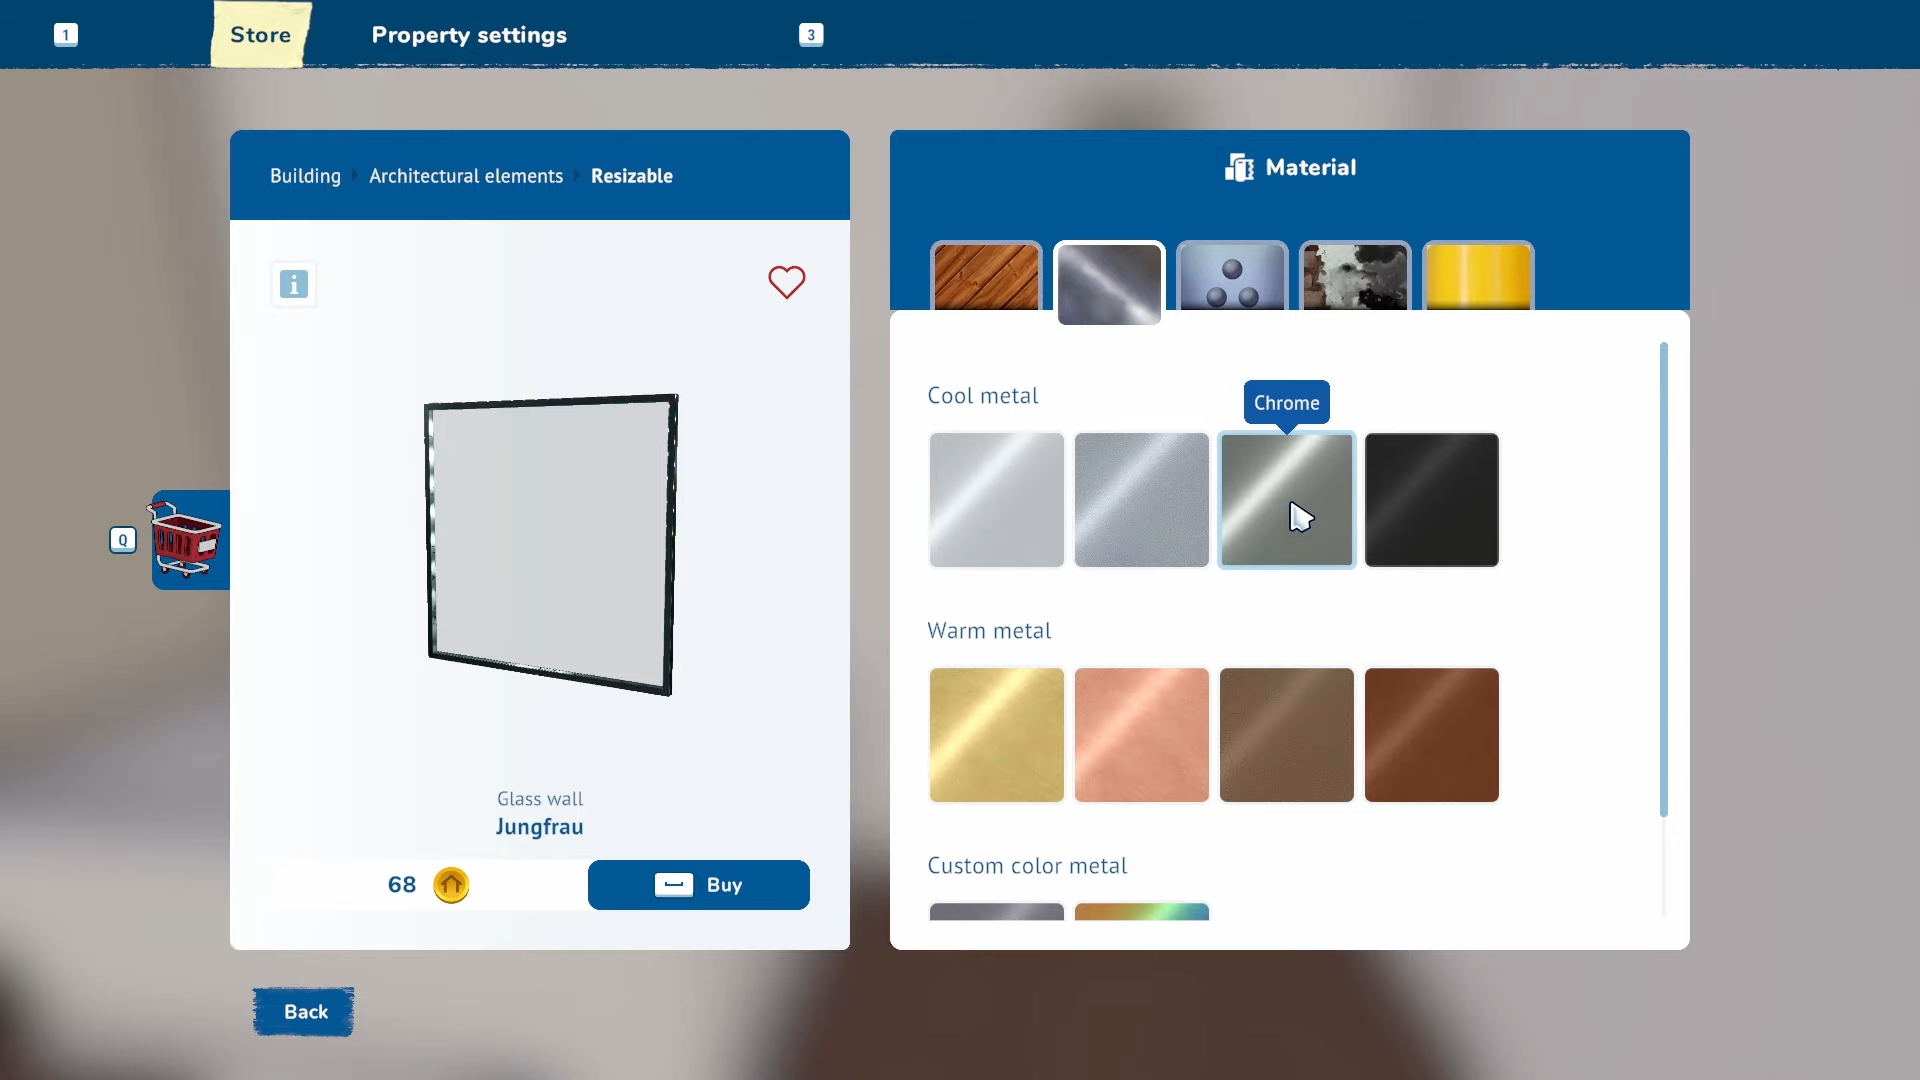 1
Store
Property settings
3
Building
Architectural elements
Resizable
i
Material
Cool metal
Chrome
Q
Warm metal
Glass wall
Jungfrau
68
Buy
Custom color metal
Back